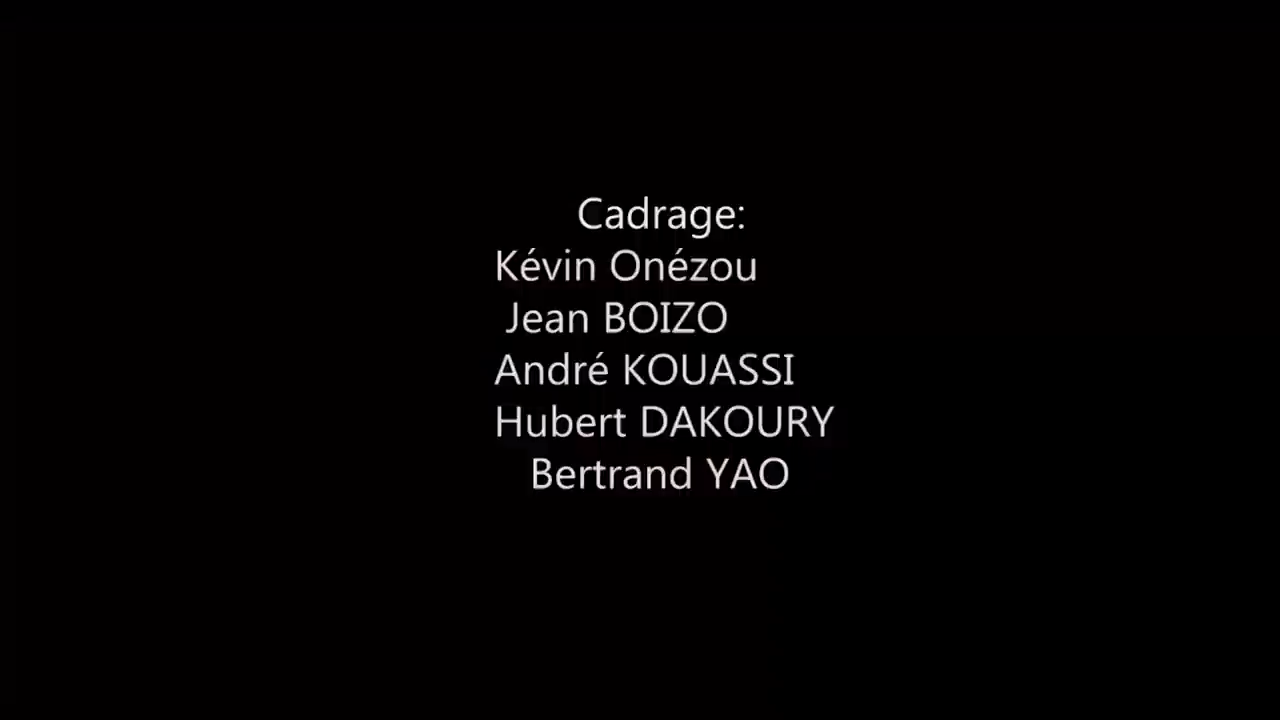 Cadrage:
Kévin Onézou
Jean BOIZO
André KOUASSI
Hubert DAKOURY
Bertrand YAO